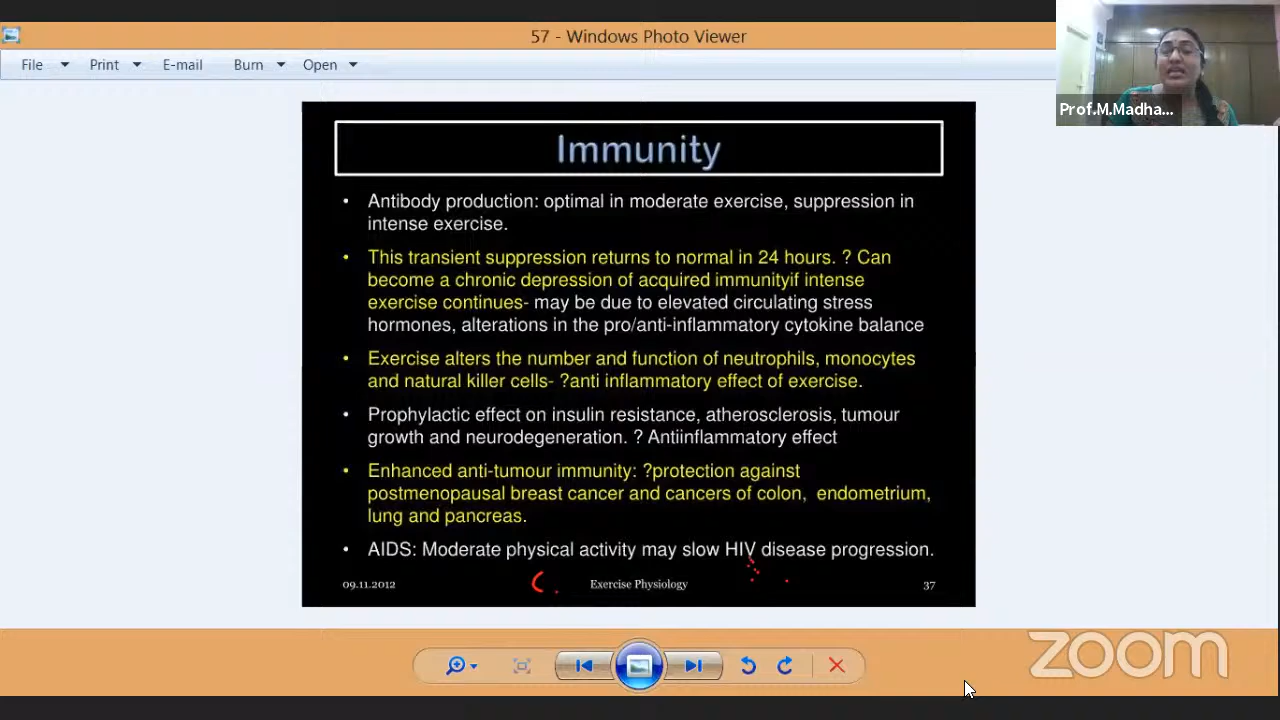 57 - Windows Photo Viewer
File Print E-mail Burn Open
Prof.M.Madha...
Immunity
• Antibody production: optimal in moderate exercise, suppression in
intense exercise.
• This transient suppression returns to normal in 24 hours. ? Can
become a chronic depression of acquired immunityif intense
exercise continues- may be due to elevated circulating stress
hormones, alterations in the pro/anti-inflammatory cytokine balance
• Exercise alters the number and function of neutrophils, monocytes
and natural killer cells- ?anti inflammatory effect of exercise.
• Prophylactic effect on insulin resistance, atherosclerosis, tumour
growth and neurodegeneration. ? Antiinflammatory effect
• Enhanced anti-tumour immunity: ?protection against
postmenopausal breast cancer and cancers of colon, endometrium,
lung and pancreas.
• AIDS: Moderate physical activity may slow HIV disease progression.
09.11.2012 Exercise Physiology 37
zoom